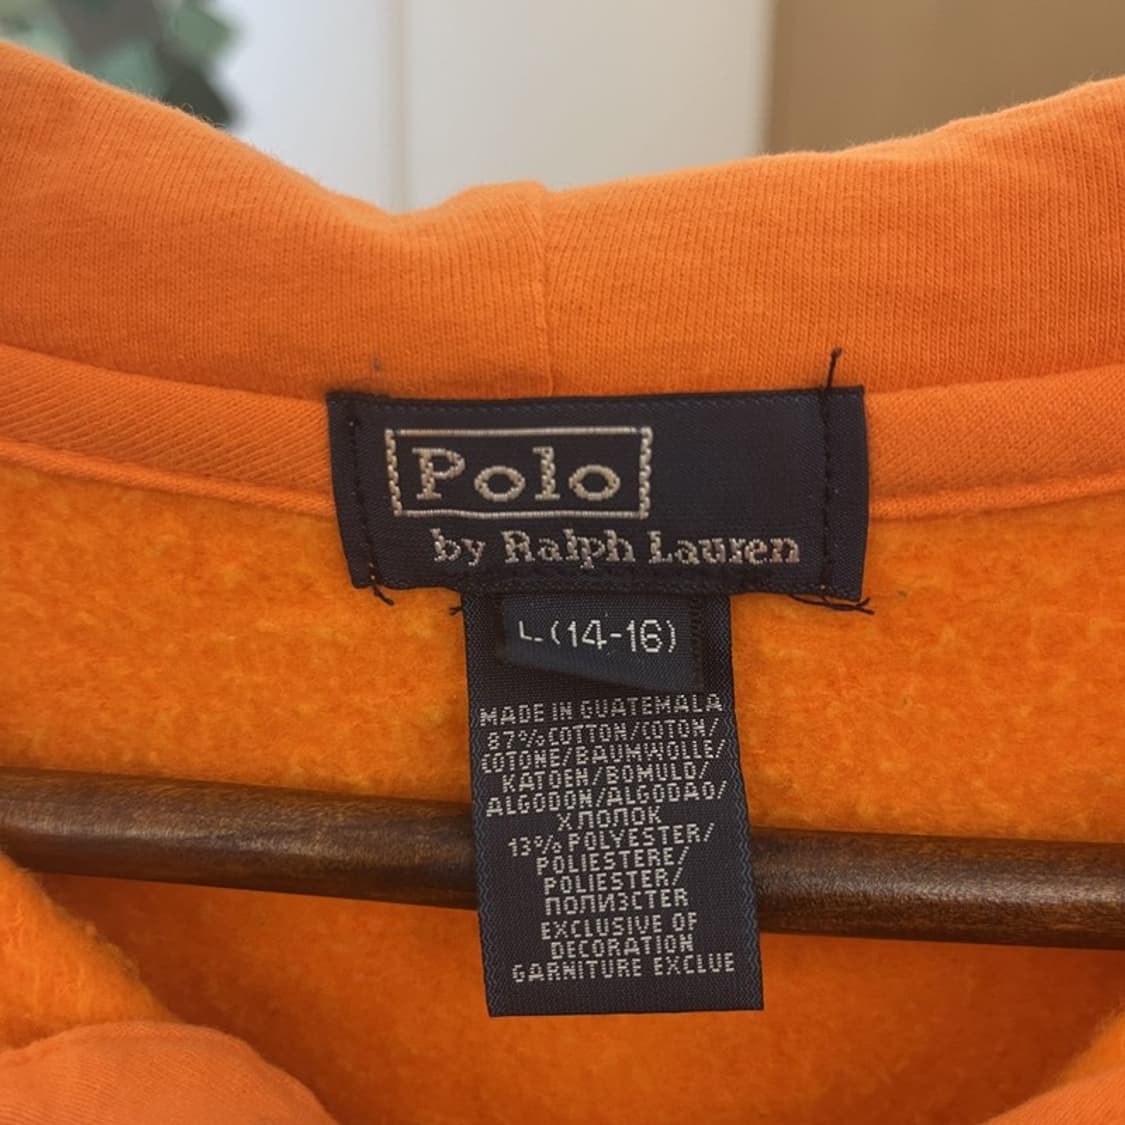 Polo
by Ralph Lauren
L (14-16)
MADE IN GUATEMALA
87% COTTON/COTON/
COTONE/BAUMWOLLE/
KATOEN/BOMULD/
ALGODON/ALGODAO/
ХЛОПОК
13% POLYESTER/
POLIESTERE/
POLIESTER/
ПОЛИЭСТЕР
EXCLUSIVE OF
DECORATION
GARNITURE EXCLUE